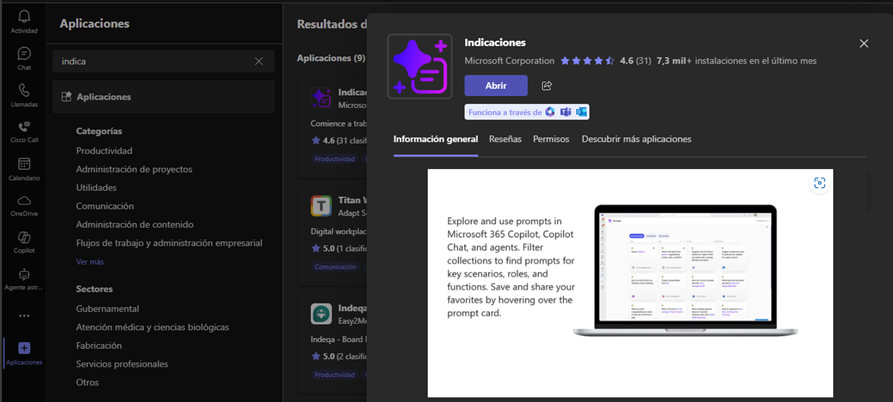 Actividad
Chat
Llamadas
Cisco Call
Calendario
OneDrive
Copilot
Agente astr...
Aplicaciones
Aplicaciones
indica
Aplicaciones
Categorías
Productividad
Administración de proyectos
Utilidades
Comunicación
Administración de contenido
Flujos de trabajo y administración empresarial
Ver más
Sectores
Gubernamental
Atención médica y ciencias biológicas
Fabricación
Servicios profesionales
Otros
Resultados d
Aplicaciones (9)
Indicac
Microso
Comience a trab
4.6 (31 clasifi
Productividad
Titan W
Adapt So
Digital workplac
5.0 (1 clasific
Comunicación
Indeqa
Easy2Me
Indeqa - Board I
5.0 (2 clasific
Productividad
Indicaciones
Microsoft Corporation 4.6 (31) 7,3 mil+ instalaciones en el último mes
Abrir
Funciona a través de
Información general Reseñas Permisos Descubrir más aplicaciones
Explore and use prompts in
Microsoft 365 Copilot, Copilot
Chat, and agents. Filter
collections to find prompts for
key scenarios, roles, and
functions. Save and share your
favorites by hovering over the
prompt card.